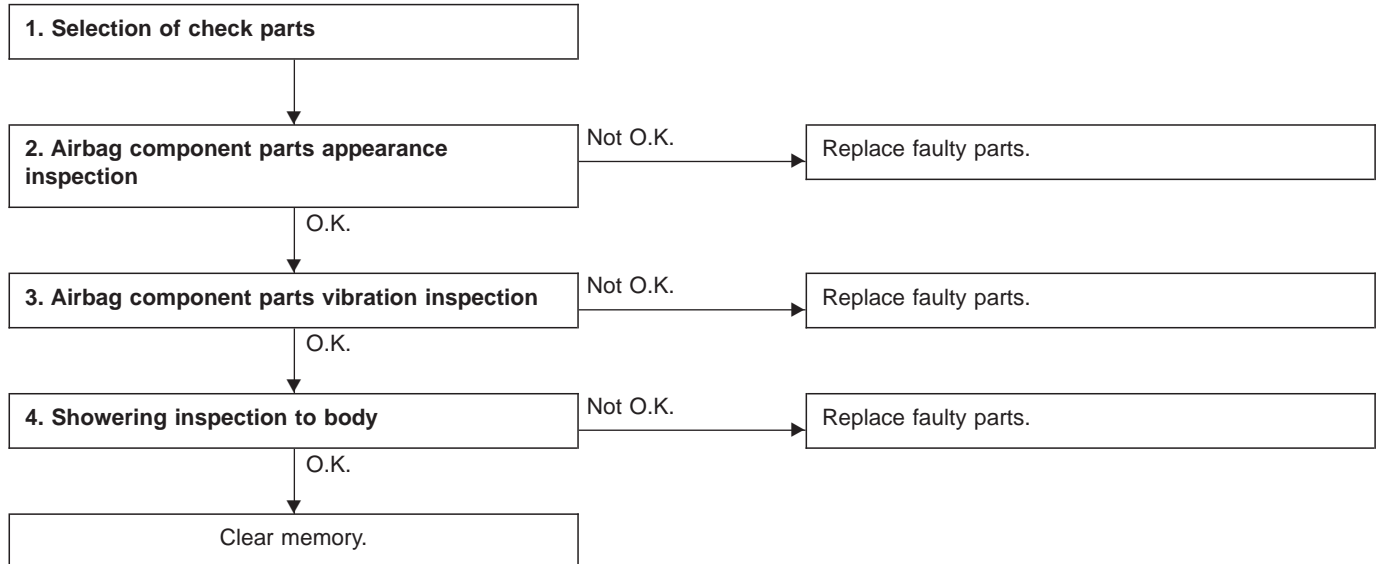 1. Selection of check parts
2. Airbag component parts appearance
inspection
Not O.K.
Replace faulty parts.
O.K.
3. Airbag component parts vibration inspection
Not O.K.
Replace faulty parts.
O.K.
4. Showering inspection to body
Not O.K.
Replace faulty parts.
O.K.
Clear memory.